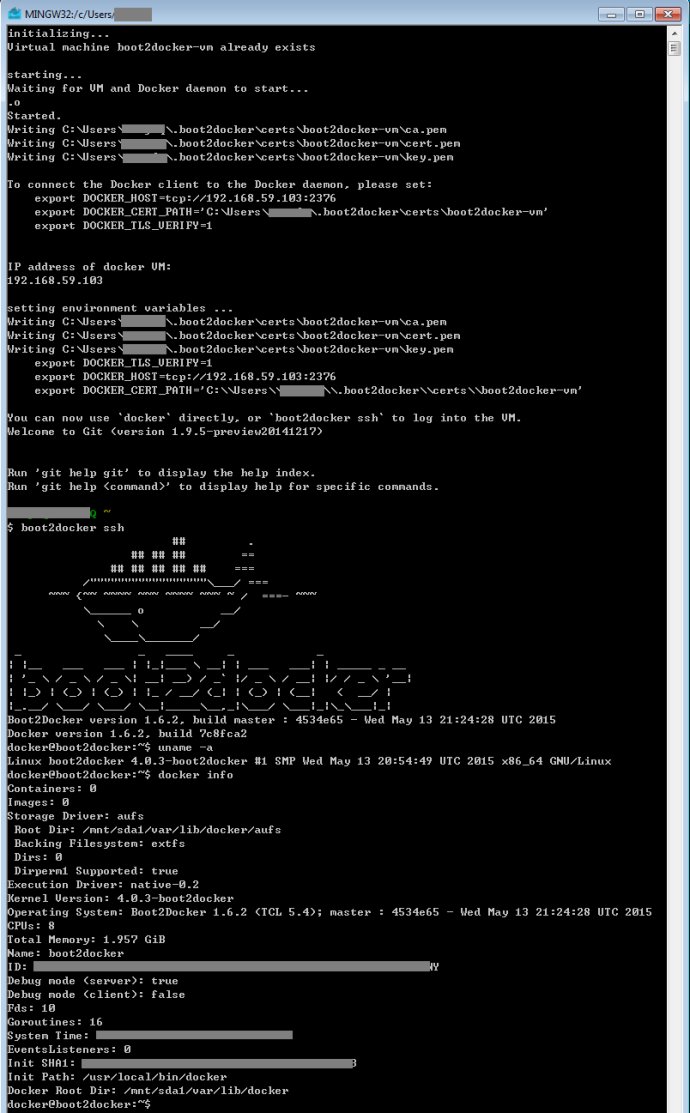 MINGW32:/c/Users/
initializing...
Virtual machine boot2docker-vm already exists
starting...
Waiting for VM and Docker daemon to start...
.o
Started.
Writing C:\Users\ \.boot2docker\certs\boot2docker-vm\ca.pem
Writing C:\Users\ \.boot2docker\certs\boot2docker-vm\cert.pem
Writing C:\Users\ \.boot2docker\certs\boot2docker-vm\key.pem
To connect the Docker client to the Docker daemon, please set:
    export DOCKER_HOST=tcp://192.168.59.103:2376
    export DOCKER_CERT_PATH='C:\Users\ \.boot2docker\certs\boot2docker-vm'
    export DOCKER_TLS_VERIFY=1
IP address of docker VM:
192.168.59.103
setting environment variables ...
Writing C:\Users\ \.boot2docker\certs\boot2docker-vm\ca.pem
Writing C:\Users\ \.boot2docker\certs\boot2docker-vm\cert.pem
Writing C:\Users\ \.boot2docker\certs\boot2docker-vm\key.pem
    export DOCKER_TLS_VERIFY=1
    export DOCKER_HOST=tcp://192.168.59.103:2376
    export DOCKER_CERT_PATH='C:\\Users\\ \\.boot2docker\\certs\\boot2docker-vm'
You can now use `docker` directly, or `boot2docker ssh` to log into the VM.
Welcome to Git (version 1.9.5-preview20141217)
Run 'git help git' to display the help index.
Run 'git help <command>' to display help for specific commands.
Q ~
$ boot2docker ssh
boot2docker
Boot2Docker version 1.6.2, build master : 4534e65 - Wed May 13 21:24:28 UTC 2015
Docker version 1.6.2, build 7c8fca2
docker@boot2docker:~$ uname -a
Linux boot2docker 4.0.3-boot2docker #1 SMP Wed May 13 20:54:49 UTC 2015 x86_64 GNU/Linux
docker@boot2docker:~$ docker info
Containers: 0
Images: 0
Storage Driver: aufs
 Root Dir: /mnt/sda1/var/lib/docker/aufs
 Backing Filesystem: extfs
 Dirs: 0
 Dirperm1 Supported: true
Execution Driver: native-0.2
Kernel Version: 4.0.3-boot2docker
Operating System: Boot2Docker 1.6.2 (TCL 5.4); master : 4534e65 - Wed May 13 21:24:28 UTC 2015
CPUs: 8
Total Memory: 1.957 GiB
Name: boot2docker
ID:
Debug mode (server): true
Debug mode (client): false
Fds: 10
Goroutines: 16
System Time:
EventsListeners: 0
Init SHA1:
Init Path: /usr/local/bin/docker
Docker Root Dir: /mnt/sda1/var/lib/docker
docker@boot2docker:~$